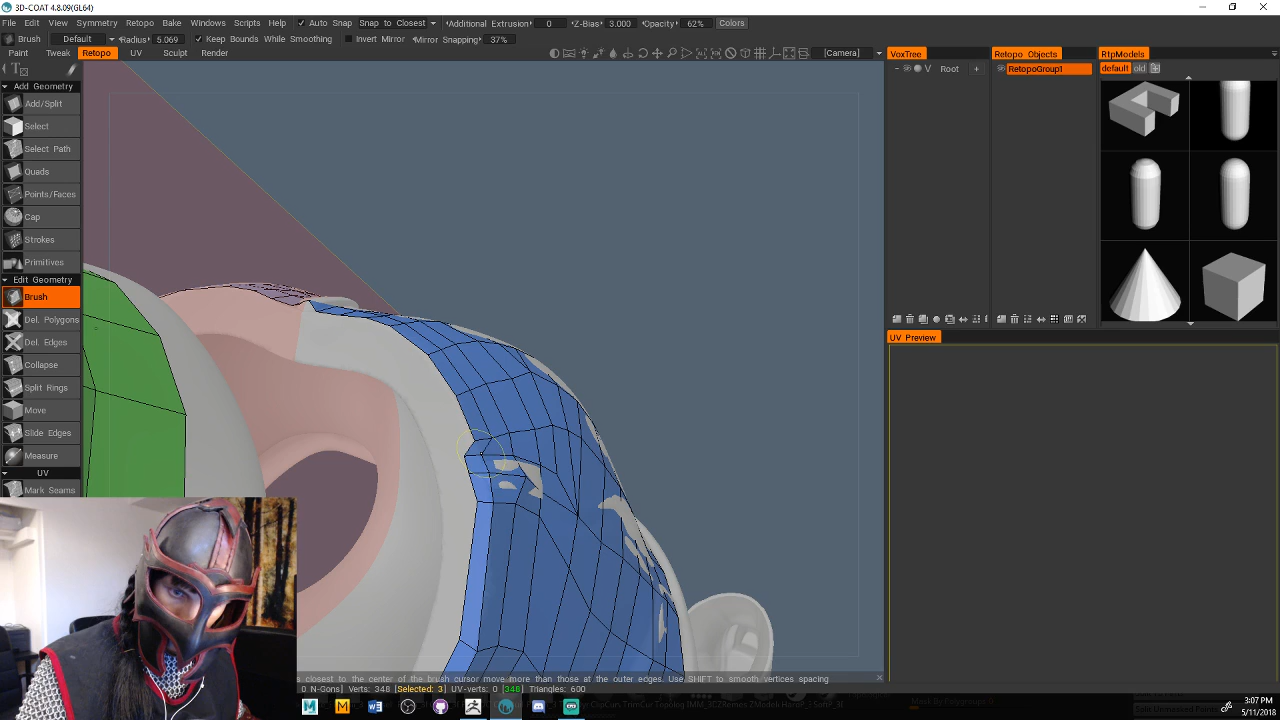 3D-COAT 4.8.09(GL64)
File Edit View Symmetry Retopo Bake Windows Scripts Help Auto Snap Snap to Closest Additional Extrusion 0 Z-Bias 3.000 Opacity 62% Colors
Brush Default Radius 5.069 Keep Bounds While Smoothing Invert Mirror Mirror Snapping 37%
Paint Tweak Retopo UV Sculpt Render [Camera] VoxTree Retopo Objects RtpModels
V Root + RetopoGroup1 default old
Add Geometry
Add/Split
Select
Select Path
Quads
Points/Faces
Cap
Strokes
Primitives
Edit Geometry
Brush
Del. Polygons
Del. Edges
Collapse
Split Rings
Move
Slide Edges
Measure
UV
Mark Seams
UV Preview
s closest to the center of the brush cursor move more than those at the outer edges. Use SHIFT to smooth vertices spacing
0 N-Gons) Verts: 348 [Selected: 3] UV-verts: 0 [348] Triangles: 600
3:07 PM
5/11/2018